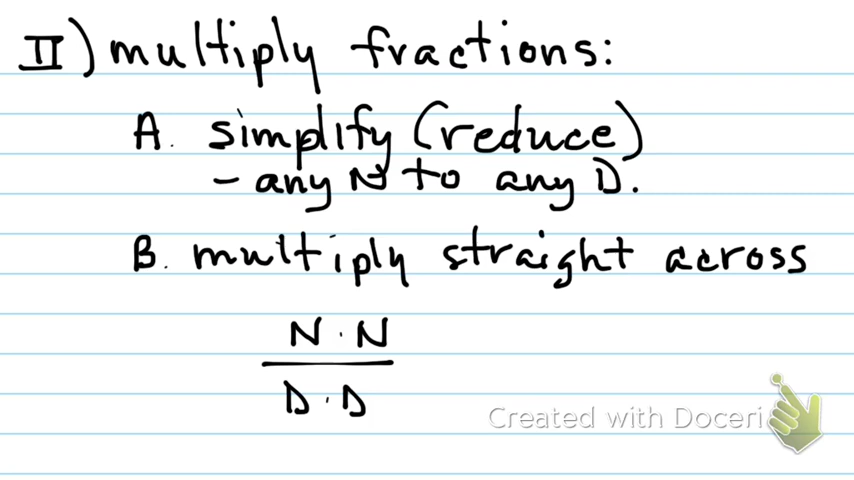 II) multiply fractions:
A. simplify (reduce)
- any N to any D.
B. multiply straight across
N · N
D · D
Created with Doceri